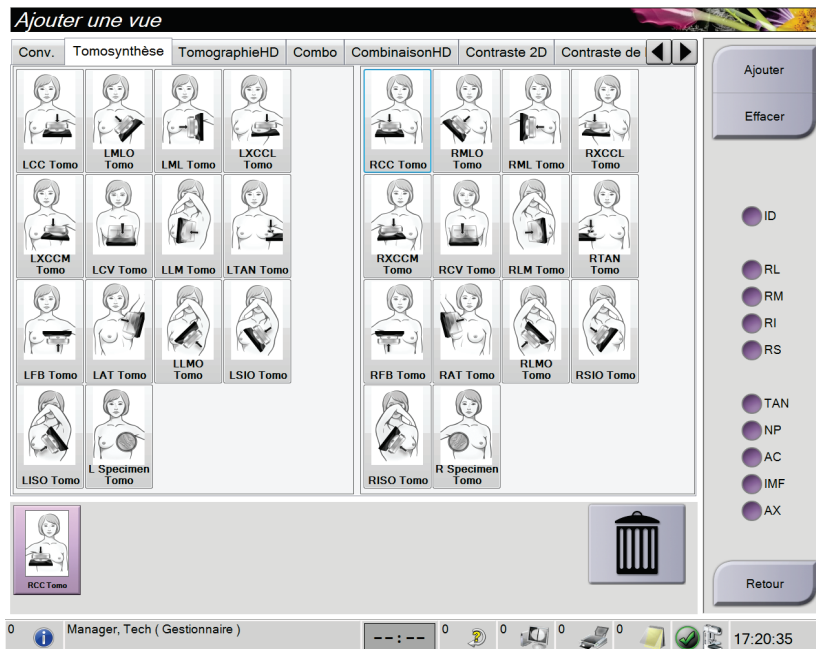 Ajouter une vue
Conv. Tomosynthèse TomographieHD Combo CombinaisonHD Contraste 2D Contraste de
LCC Tomo
LMLO
Tomo
LML Tomo
LXCCL
Tomo
RCC Tomo
RMLO
Tomo
RML Tomo
RXCCL
Tomo
LXCCM
Tomo
LCV Tomo
LLM Tomo
LTAN Tomo
RXCCM
Tomo
RCV Tomo
RLM Tomo
RTAN
Tomo
LFB Tomo
LAT Tomo
LLMO
Tomo
LSIO Tomo
RFB Tomo
RAT Tomo
RLMO
Tomo
RSIO Tomo
LISO Tomo
L Specimen
Tomo
RISO Tomo
R Specimen
Tomo
RCC Tomo
Ajouter
Effacer
ID
RL
RM
RI
RS
TAN
NP
AC
IMF
AX
Retour
0 Manager, Tech ( Gestionnaire ) --:-- 0 0 0 0 17:20:35